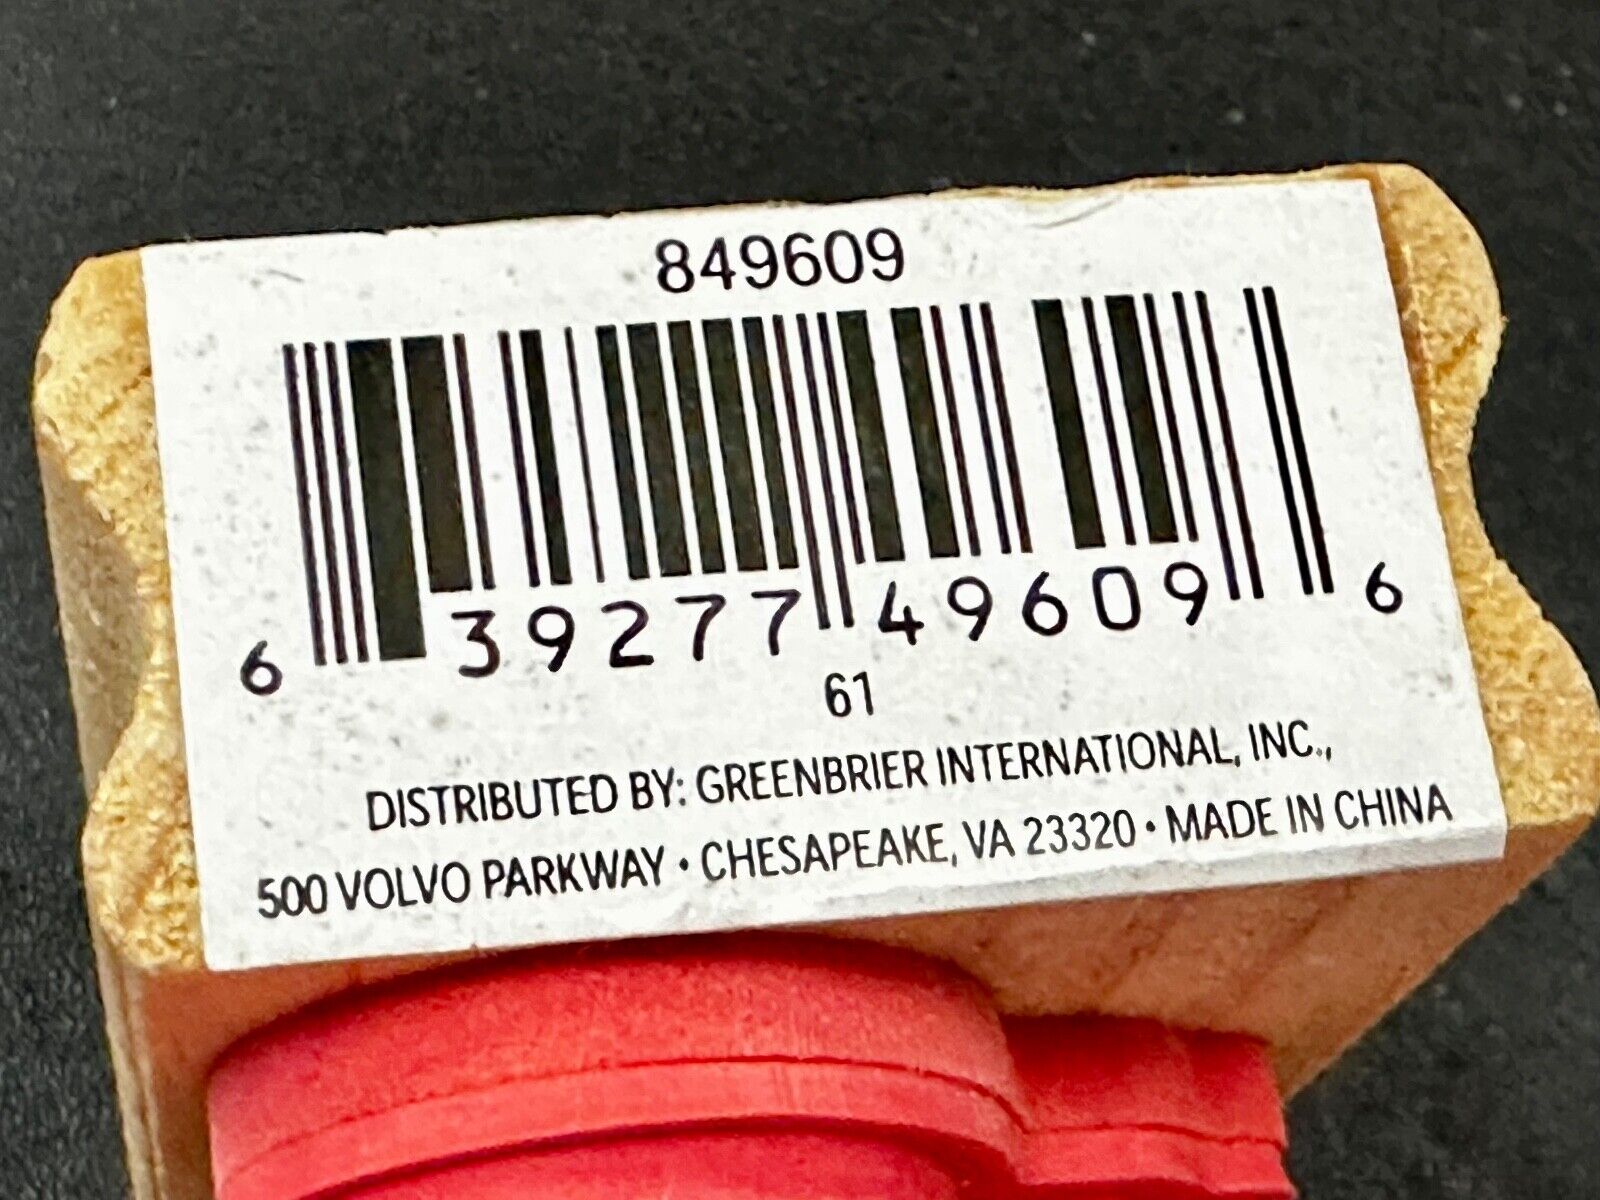 849609
6 39277 49609 6
61
DISTRIBUTED BY: GREENBRIER INTERNATIONAL, INC.,
500 VOLVO PARKWAY • CHESAPEAKE, VA 23320 • MADE IN CHINA